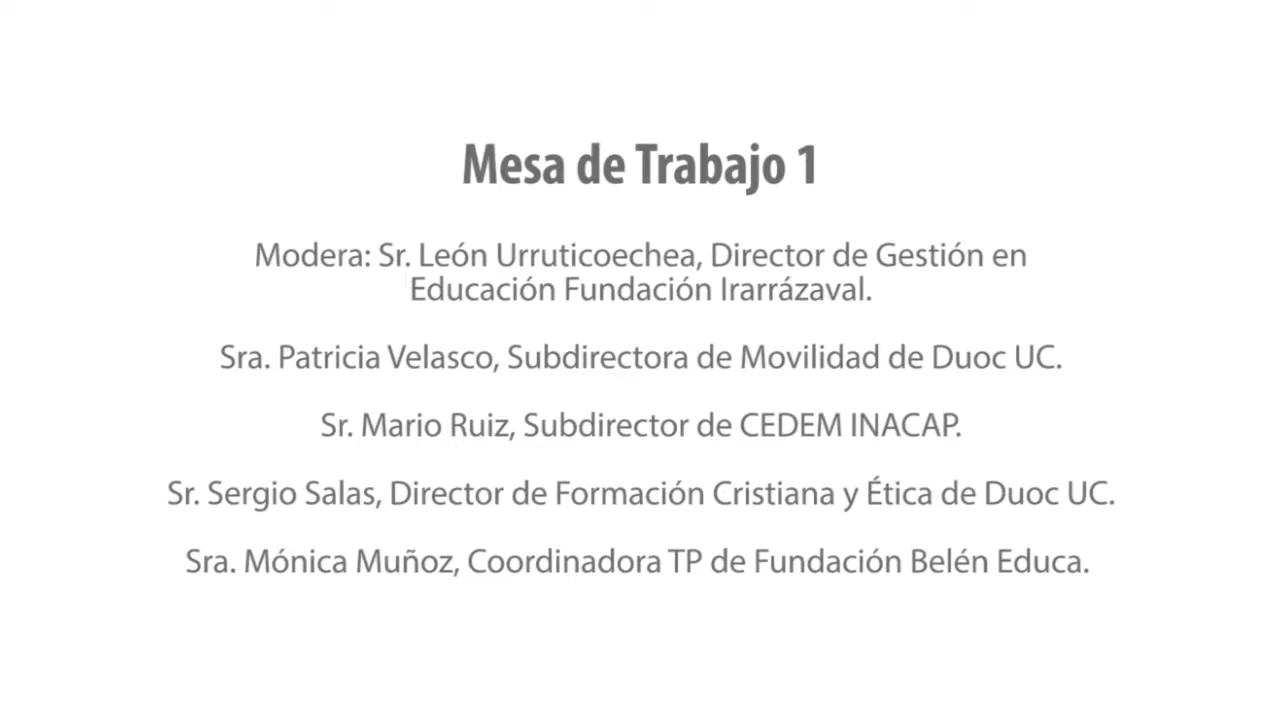 Mesa de Trabajo 1
Modera: Sr. León Urruticoechea, Director de Gestión en
Educación Fundación Irarrázaval.
Sra. Patricia Velasco, Subdirectora de Movilidad de Duoc UC.
Sr. Mario Ruiz, Subdirector de CEDEM INACAP.
Sr. Sergio Salas, Director de Formación Cristiana y Ética de Duoc UC.
Sra. Mónica Muñoz, Coordinadora TP de Fundación Belén Educa.